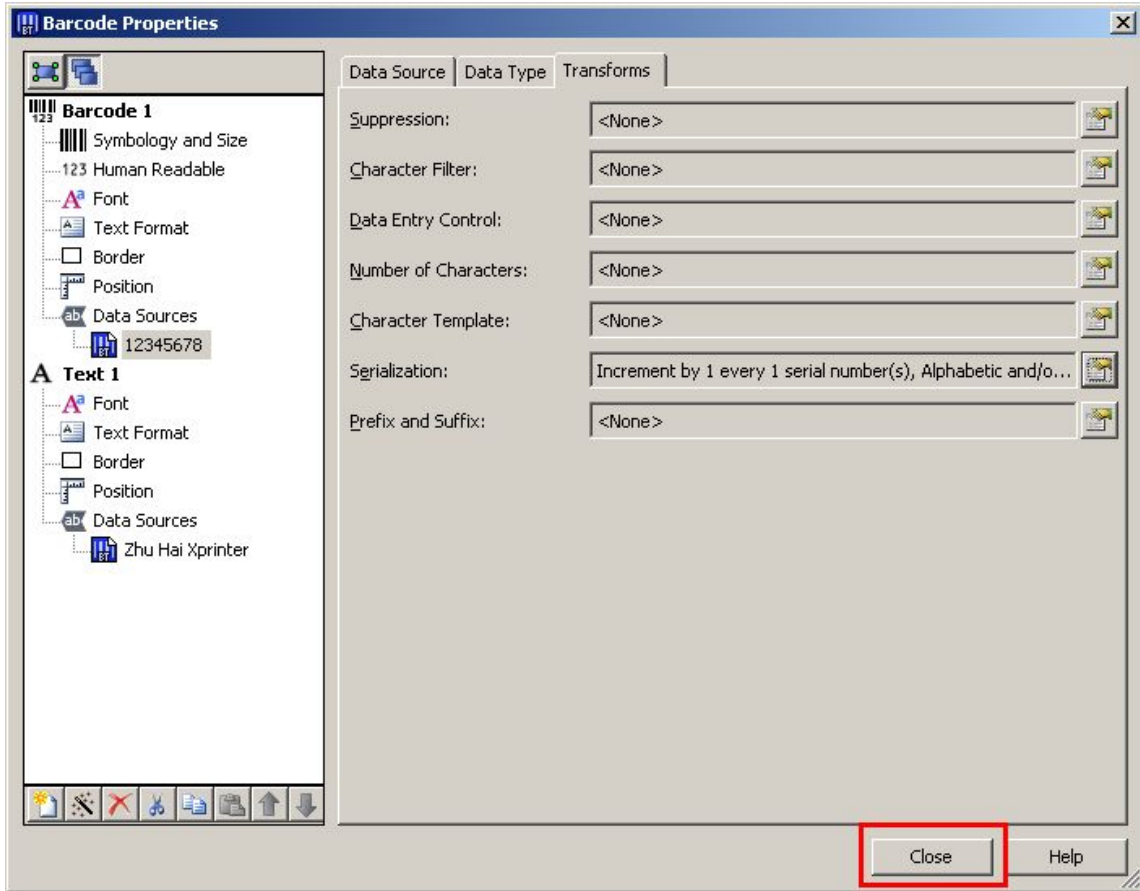 Barcode Properties
Barcode 1
Symbology and Size
123 Human Readable
Font
Text Format
Border
Position
Data Sources
12345678
Text 1
Font
Text Format
Border
Position
Data Sources
Zhu Hai Xprinter
Data Source
Data Type
Transforms
Suppression:
<None>
Character Filter:
<None>
Data Entry Control:
<None>
Number of Characters:
<None>
Character Template:
<None>
Serialization:
Increment by 1 every 1 serial number(s), Alphabetic and/o...
Prefix and Suffix:
<None>
Close
Help